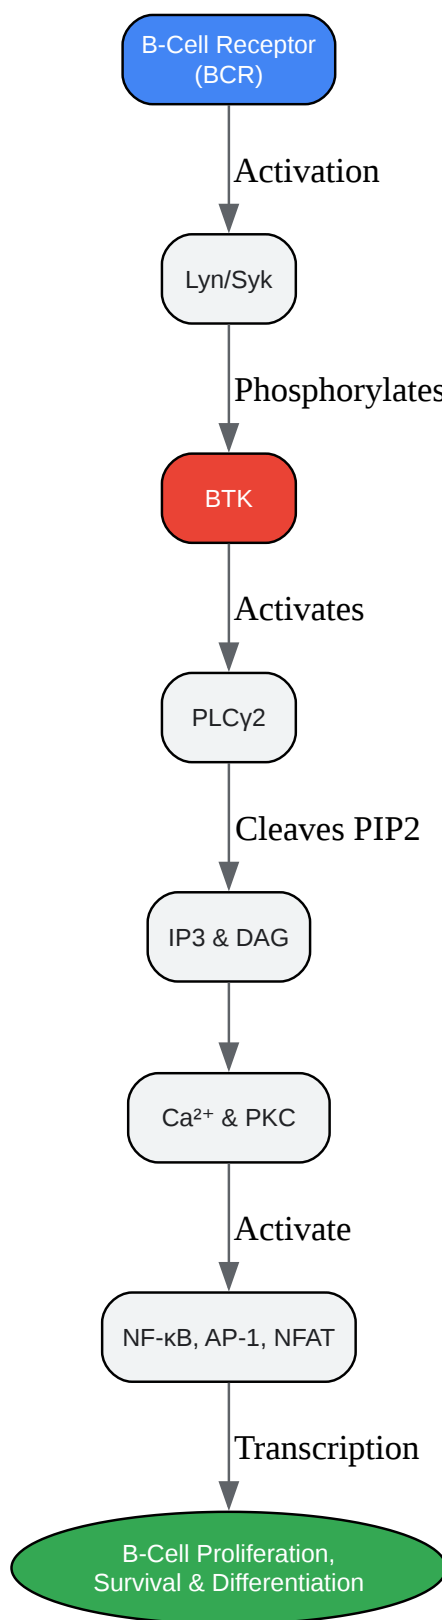 B-Cell Receptor
(BCR)
Activation
Lyn/Syk
Phosphorylates
BTK
Activates
PLCγ2
Cleaves PIP2
IP3 & DAG
Ca²⁺ & PKC
Activate
NF-κB, AP-1, NFAT
Transcription
B-Cell Proliferation,
Survival & Differentiation